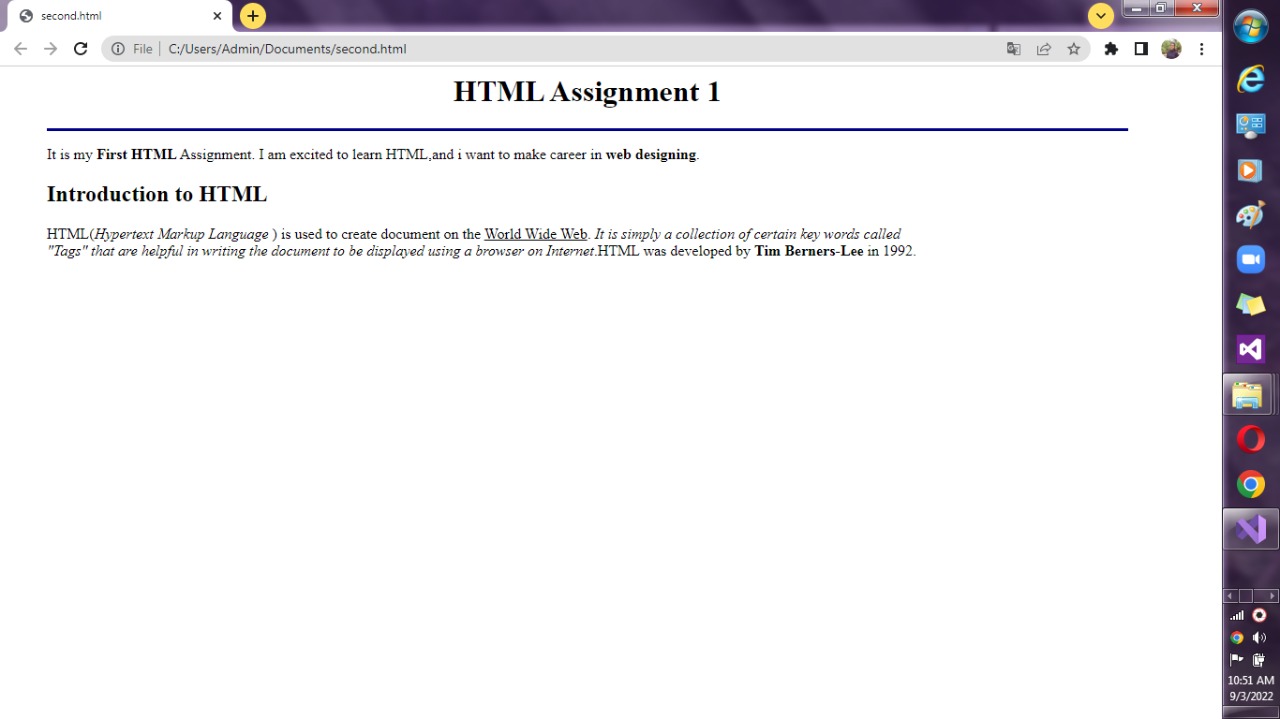 second.html
File
C:/Users/Admin/Documents/second.html
HTML Assignment 1
It is my First HTML Assignment. I am excited to learn HTML,and i want to make career in web designing.
Introduction to HTML
HTML(Hypertext Markup Language ) is used to create document on the World Wide Web. It is simply a collection of certain key words called
"Tags" that are helpful in writing the document to be displayed using a browser on Internet.HTML was developed by Tim Berners-Lee in 1992.
10:51 AM
9/3/2022